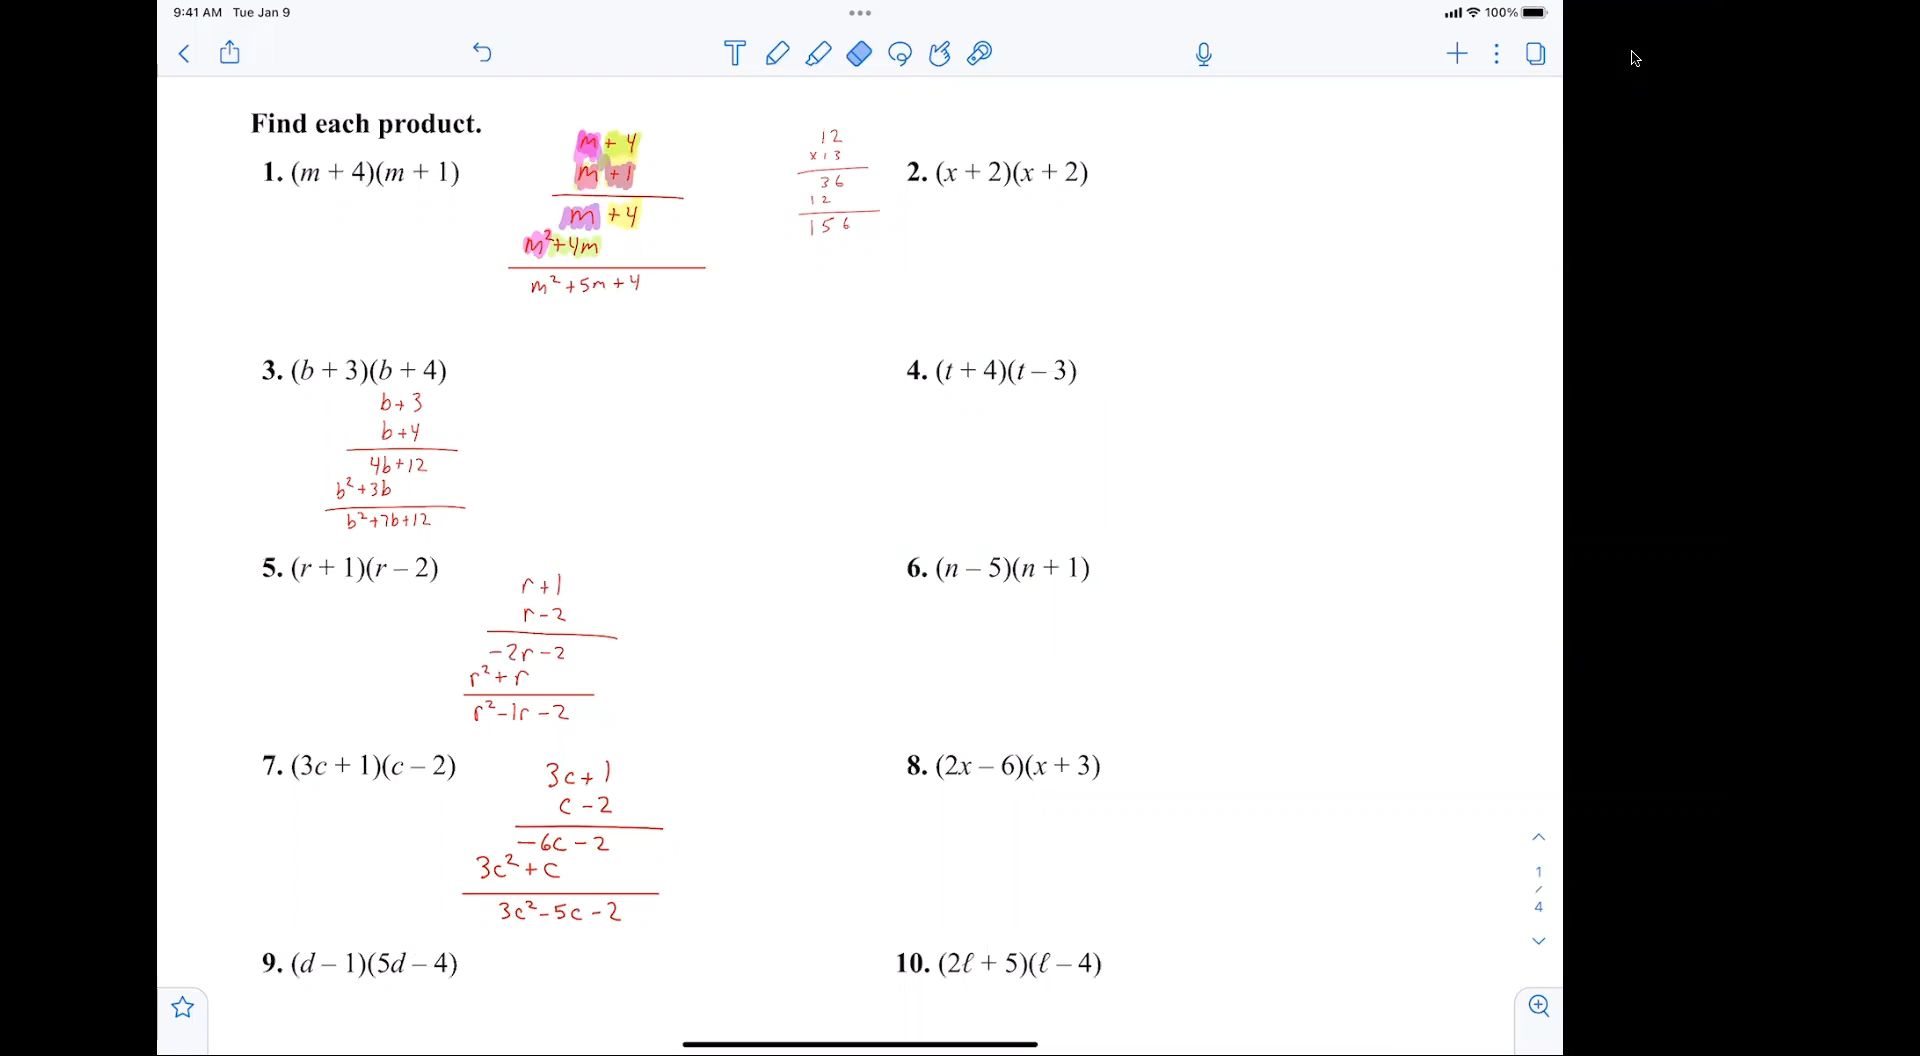 9:41 AM Tue Jan 9
100%
Find each product.
1. (m + 4)(m + 1)
m + 4
m + 1
m + 4
m² + 4m
m² + 5m + 4
12
x13
36
12
156
2. (x + 2)(x + 2)
3. (b + 3)(b + 4)
b + 3
b + 4
4b + 12
b² + 3b
b² + 7b + 12
4. (t + 4)(t – 3)
5. (r + 1)(r – 2)
r + 1
r - 2
-2r - 2
r² + r
r² - 1r - 2
6. (n – 5)(n + 1)
7. (3c + 1)(c – 2)
3c + 1
c - 2
-6c - 2
3c² + c
3c² - 5c - 2
8. (2x – 6)(x + 3)
9. (d – 1)(5d – 4)
10. (2ℓ + 5)(ℓ – 4)
1
/
4